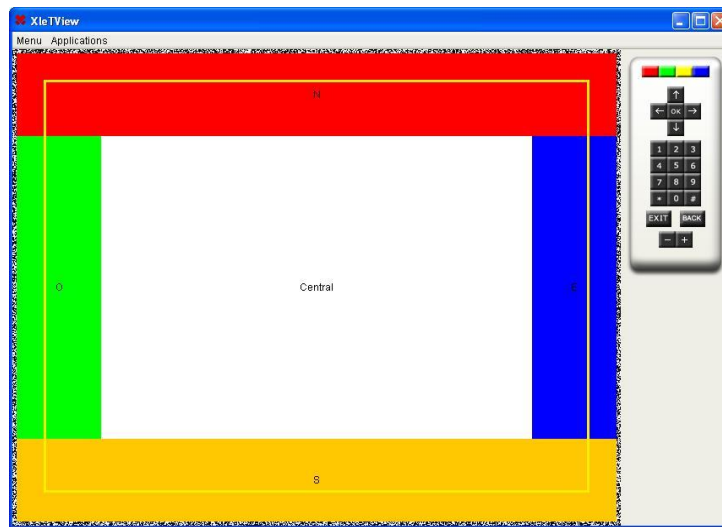 XleTView
Menu Applications
N
O
Central
E
S
↑
← OK →
↓
1 2 3
4 5 6
7 8 9
* 0 #
EXIT BACK
− +